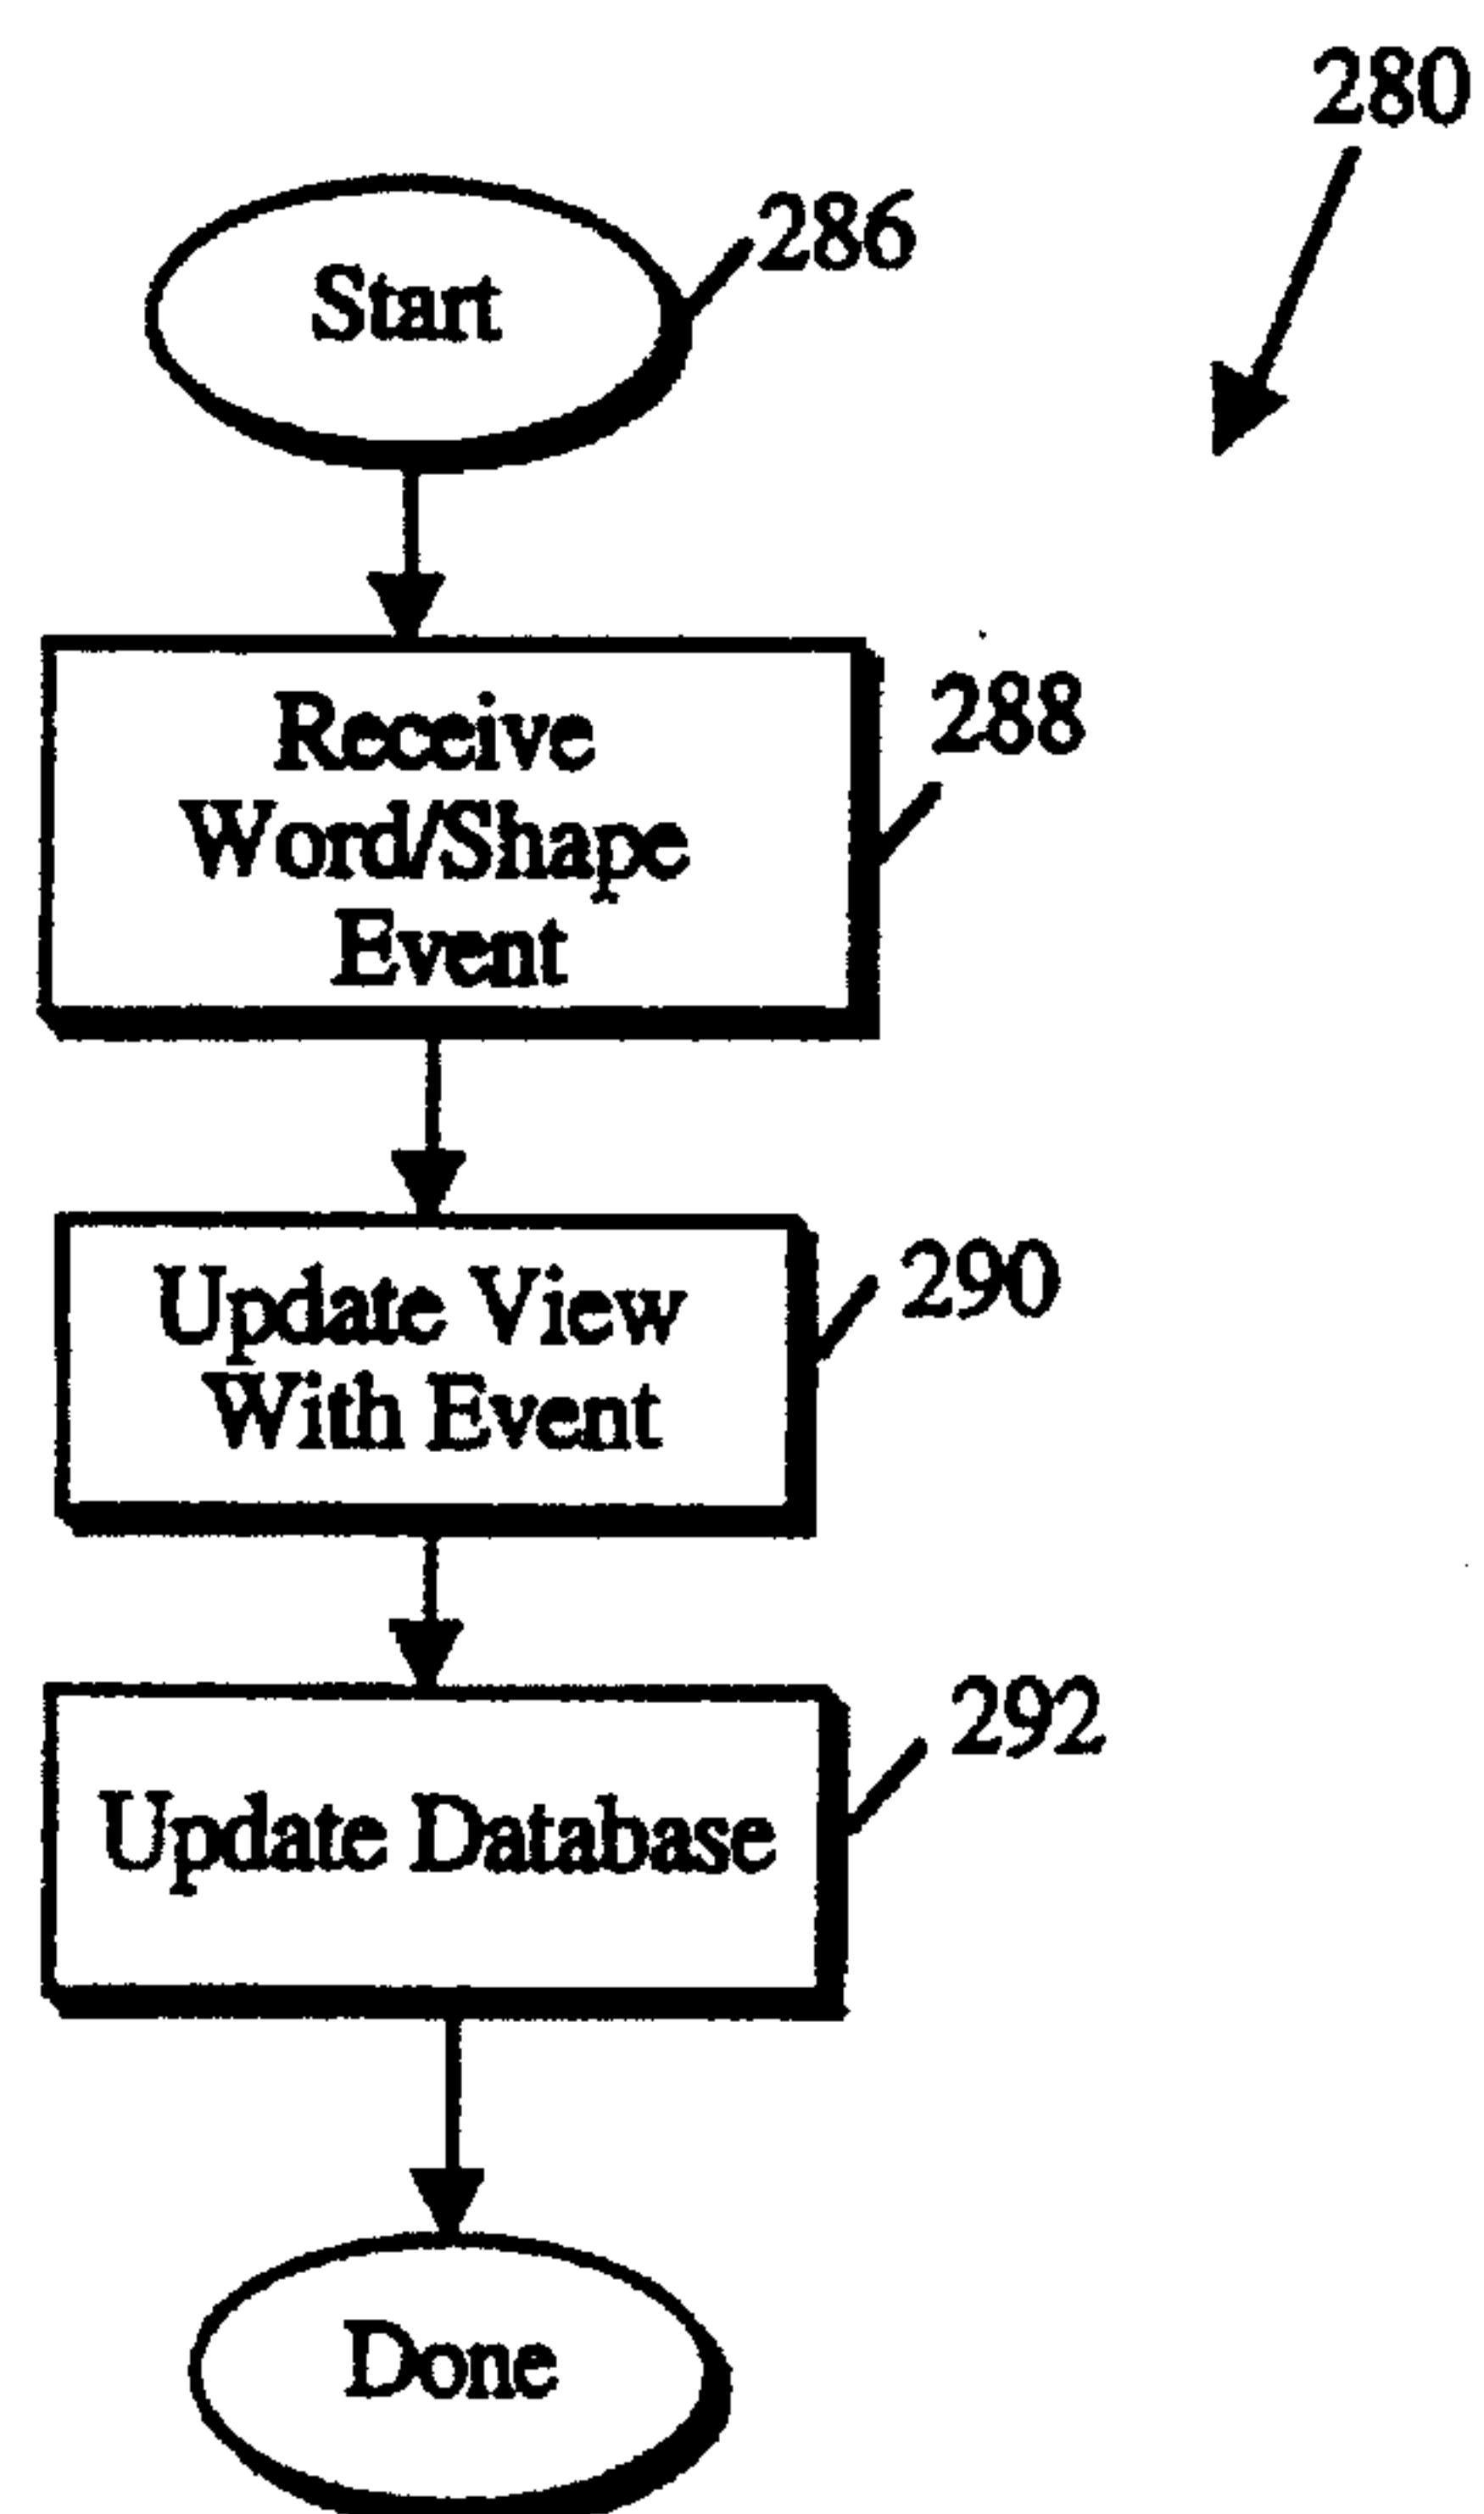 280
Start
286
Receive
Word/Shape
Event
288
Update View
With Event
290
Update Database
292
Done